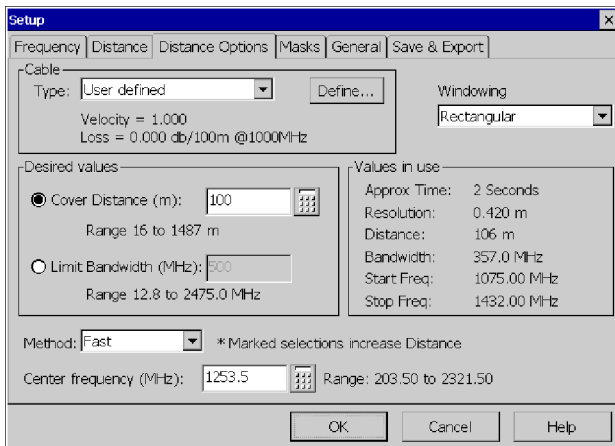 Setup
Frequency Distance Distance Options Masks General Save & Export
Cable
Type: User defined Define...
Velocity = 1.000
Loss = 0.000 db/100m @1000MHz
Windowing
Rectangular
Desired values
Cover Distance (m): 100
Range 16 to 1487 m
Limit Bandwidth (MHz): 500
Range 12.8 to 2475.0 MHz
Values in use
Approx Time: 2 Seconds
Resolution: 0.420 m
Distance: 106 m
Bandwidth: 357.0 MHz
Start Freq: 1075.00 MHz
Stop Freq: 1432.00 MHz
Method: Fast * Marked selections increase Distance
Center frequency (MHz): 1253.5 Range: 203.50 to 2321.50
OK Cancel Help